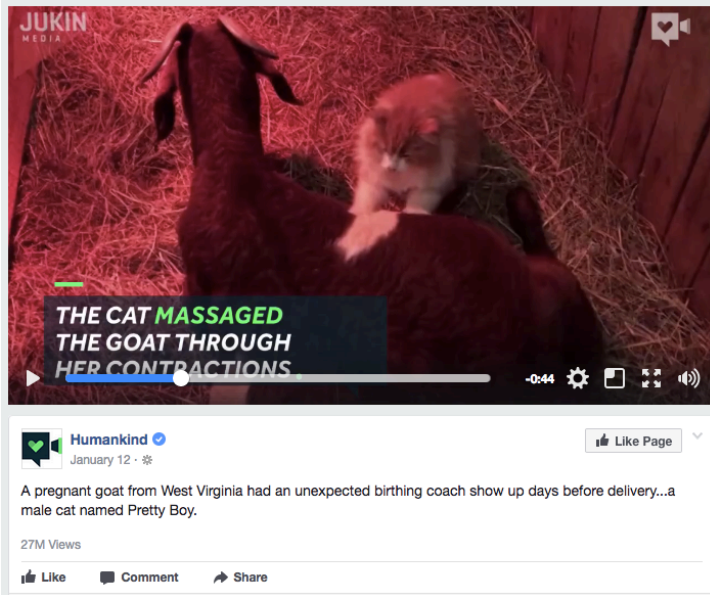 JUKIN
MEDIA
THE CAT MASSAGED
THE GOAT THROUGH
HER CONTRACTIONS.
-0:44
Humankind
January 12 ·
Like Page
A pregnant goat from West Virginia had an unexpected birthing coach show up days before delivery...a
male cat named Pretty Boy.
27M Views
Like Comment Share